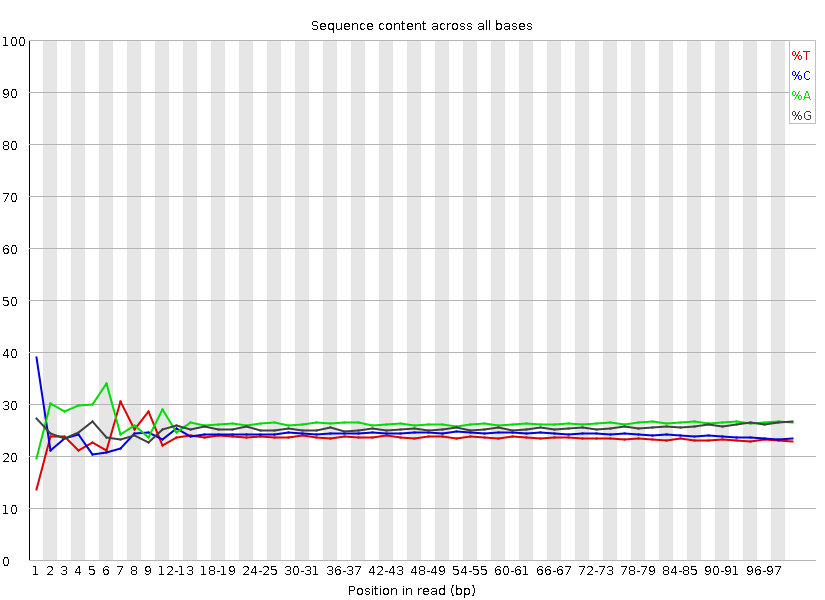 Sequence content across all bases
100
90
80
70
60
50
40
30
20
10
0
%T
%C
%A
%G
1 2 3 4 5 6 7 8 9 12-13 18-19 24-25 30-31 36-37 42-43 48-49 54-55 60-61 66-67 72-73 78-79 84-85 90-91 96-97
Position in read (bp)